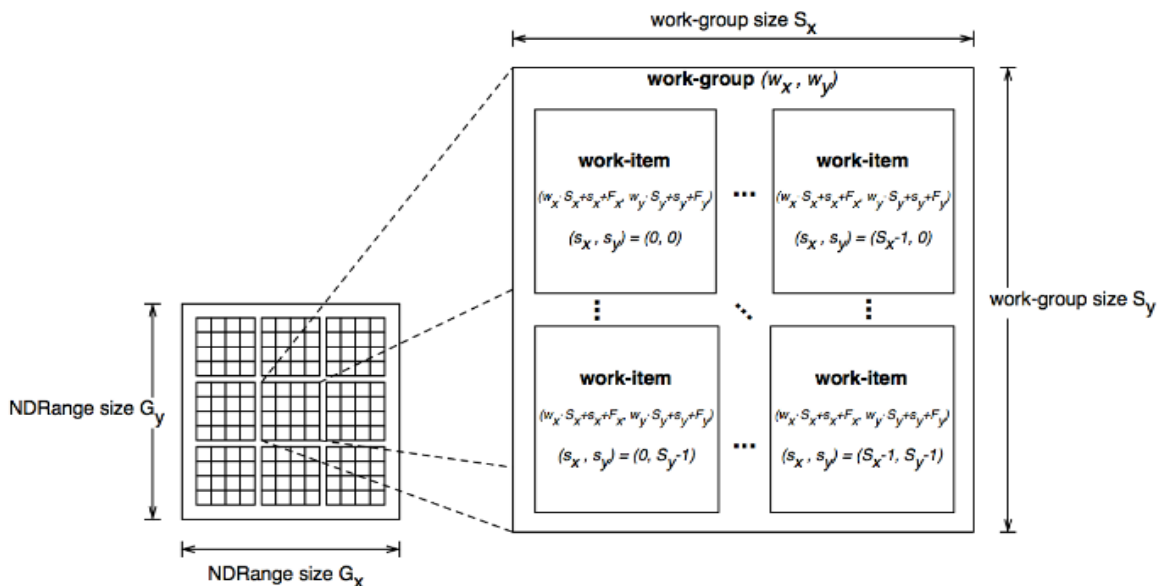 work-group size Sx
work-group (wx , wy)
work-item
(wx·Sx+sx+Fx, wy·Sy+sy+Fy)
(sx , sy) = (0, 0)
...
work-item
(wx·Sx+sx+Fx, wy·Sy+sy+Fy)
(sx , sy) = (Sx-1, 0)
work-group size Sy
work-item
(wx·Sx+sx+Fx, wy·Sy+sy+Fy)
(sx , sy) = (0, Sy-1)
...
work-item
(wx·Sx+sx+Fx, wy·Sy+sy+Fy)
(sx , sy) = (Sx-1, Sy-1)
NDRange size Gy
NDRange size Gx